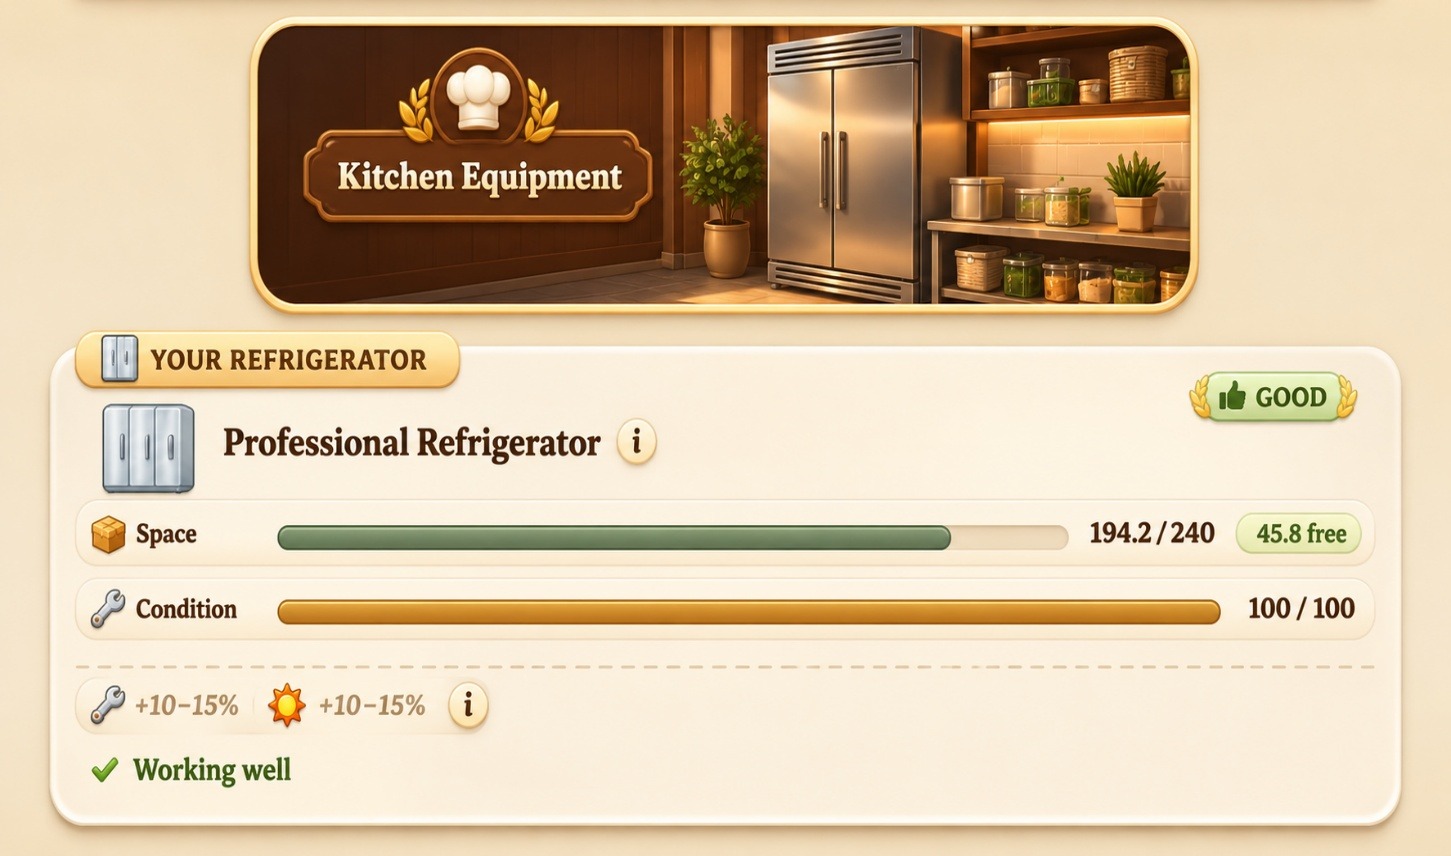 Kitchen Equipment
YOUR REFRIGERATOR
GOOD
Professional Refrigerator i
Space 194.2 / 240 45.8 free
Condition 100 / 100
+10–15% +10–15% i
Working well